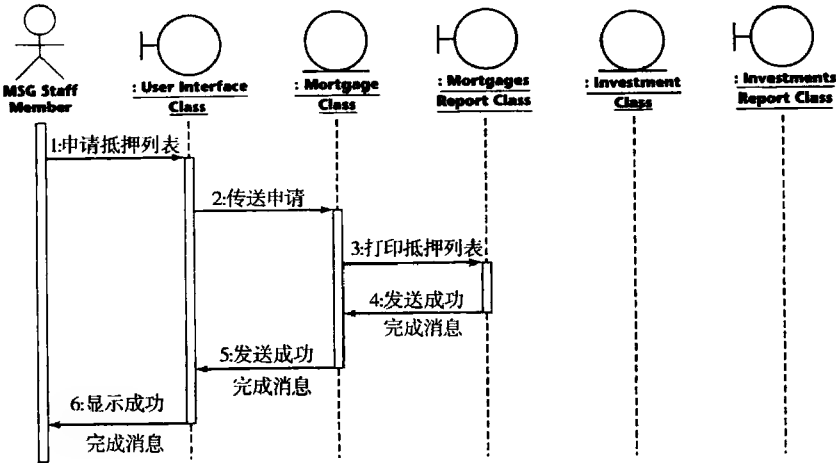 MSG Staff
Member
: User Interface
Class
: Mortgage
Class
: Mortgages
Report Class
: Investment
Class
: Investments
Report Class
1:申请抵押列表
2:传送申请
3:打印抵押列表
4:发送成功
完成消息
5:发送成功
完成消息
6:显示成功
完成消息